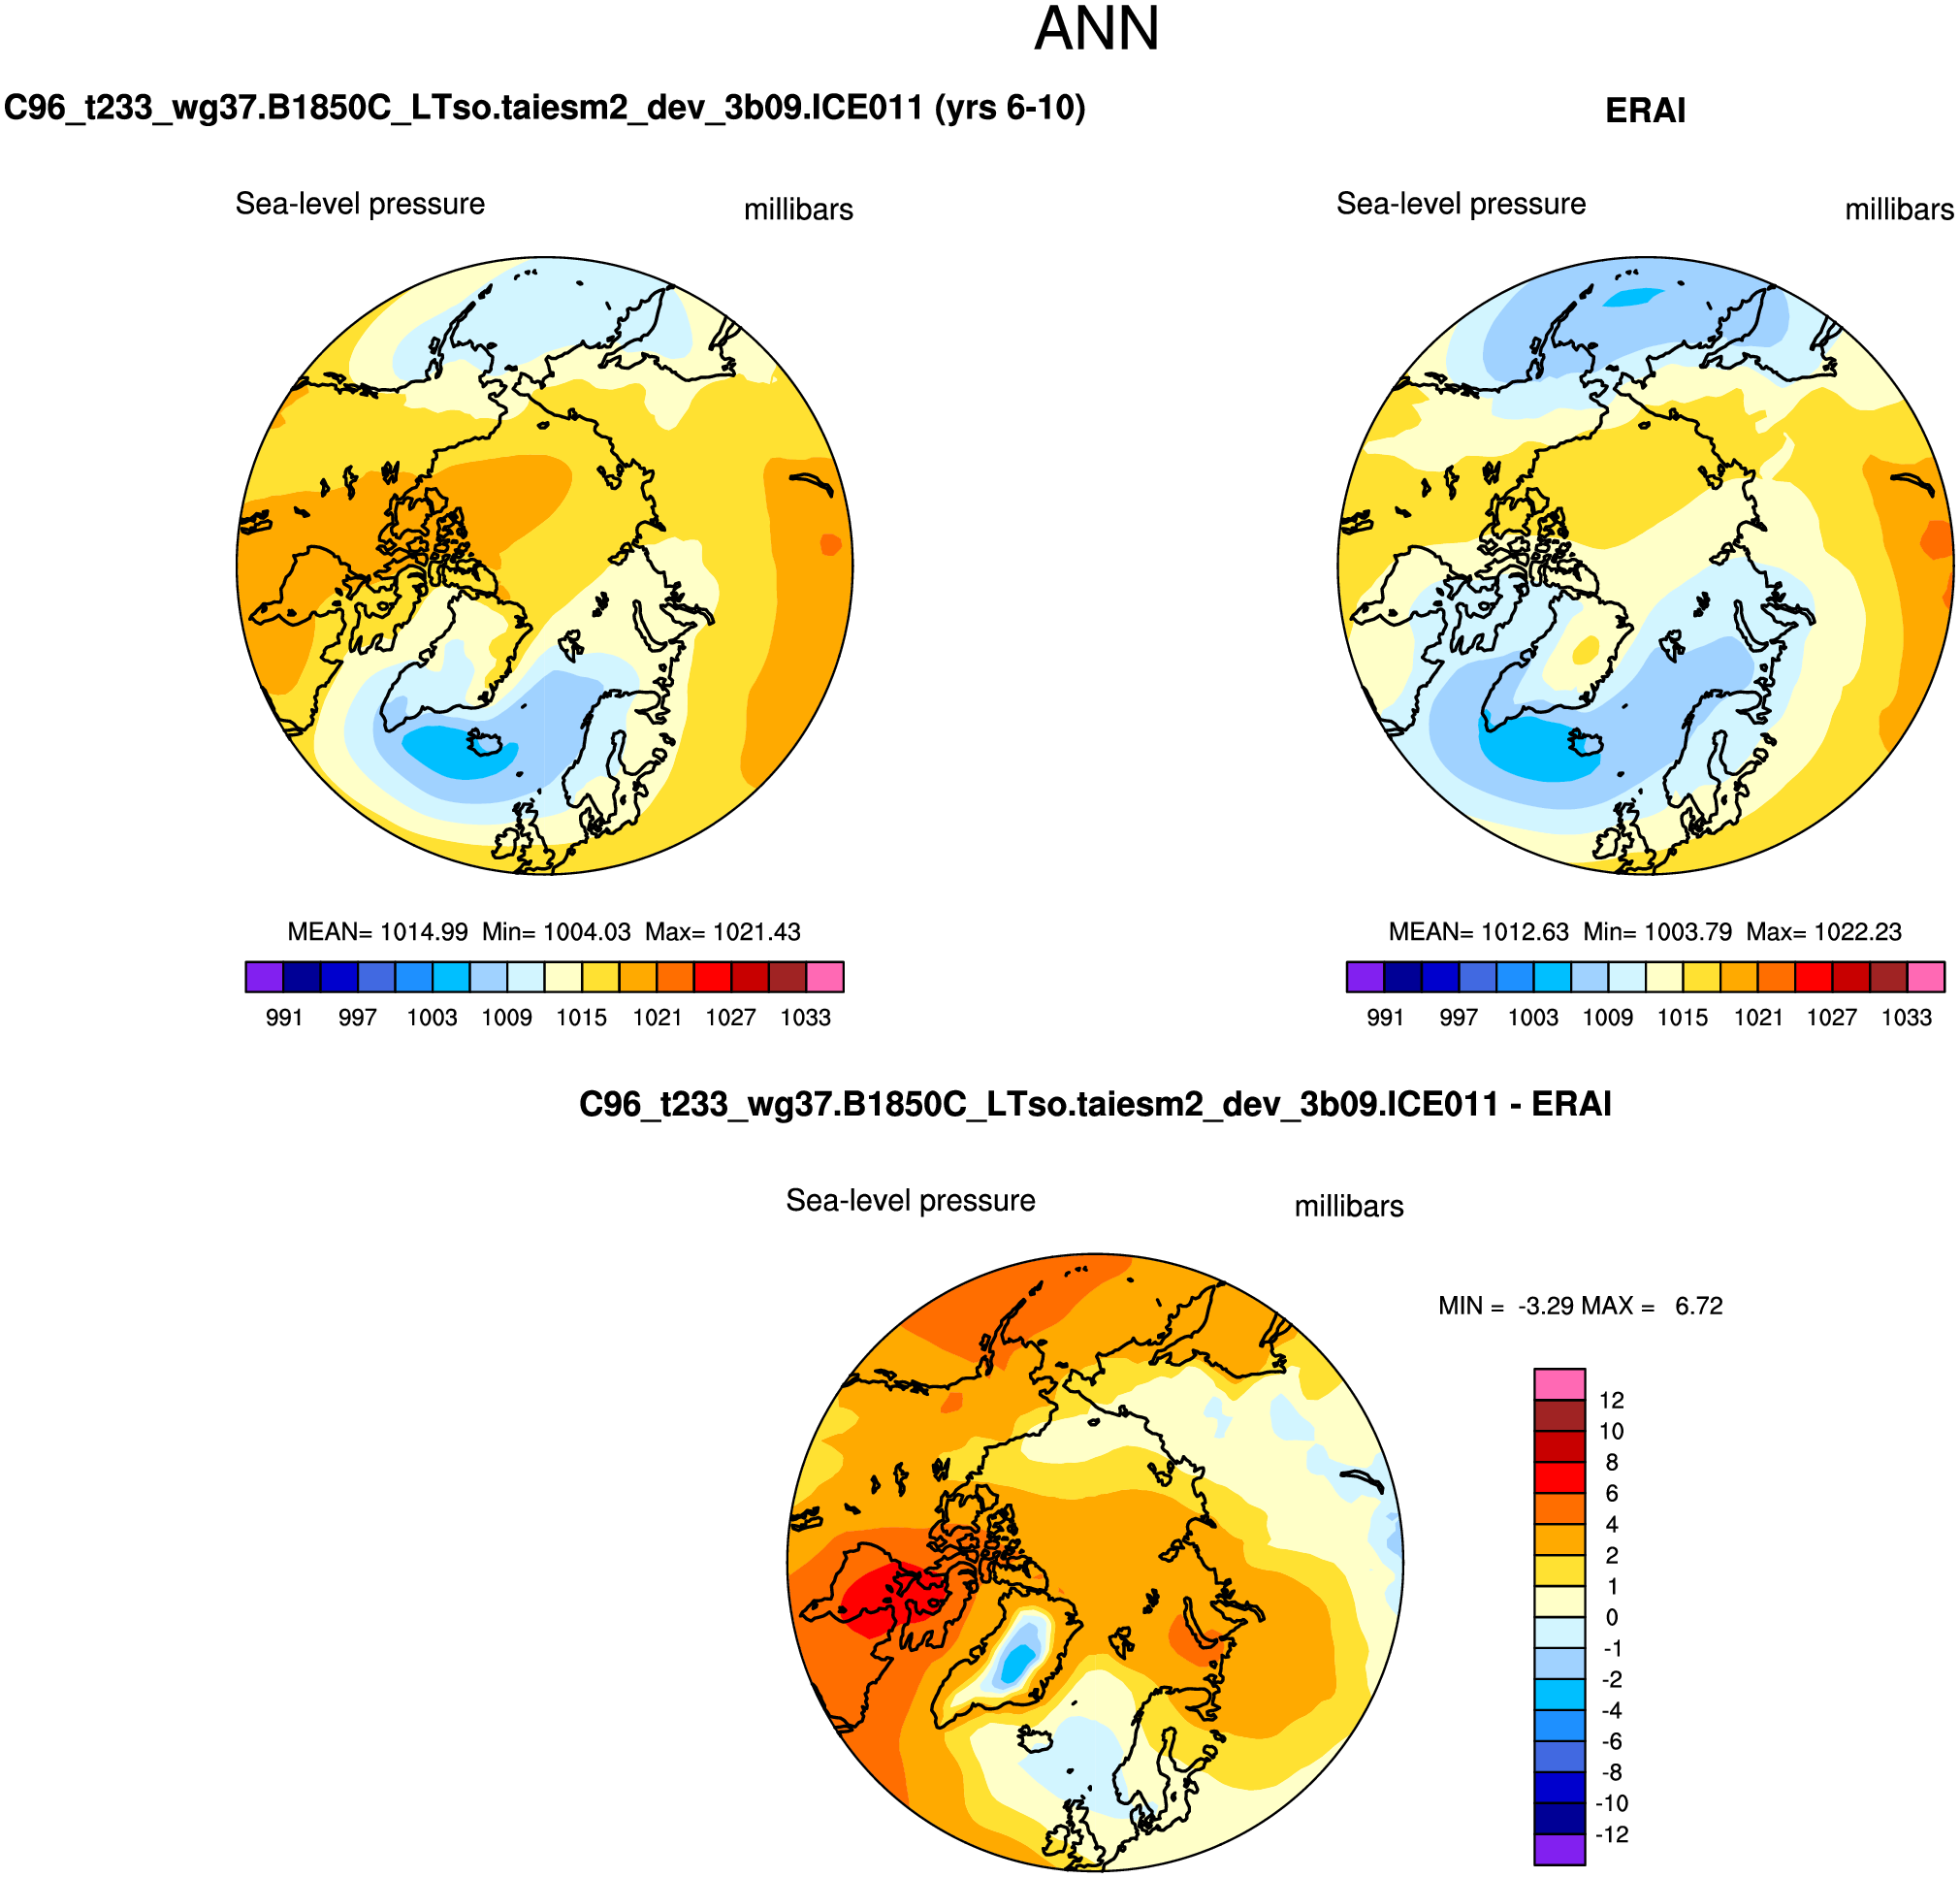 ANN
C96_t233_wg37.B1850C_LTso.taiesm2_dev_3b09.ICE011 (yrs 6-10)
ERAI
Sea-level pressure millibars
Sea-level pressure millibars
MEAN= 1014.99 Min= 1004.03 Max= 1021.43
MEAN= 1012.63 Min= 1003.79 Max= 1022.23
991 997 1003 1009 1015 1021 1027 1033
991 997 1003 1009 1015 1021 1027 1033
C96_t233_wg37.B1850C_LTso.taiesm2_dev_3b09.ICE011 - ERAI
Sea-level pressure millibars
MIN = -3.29 MAX = 6.72
12
10
8
6
4
2
1
0
-1
-2
-4
-6
-8
-10
-12